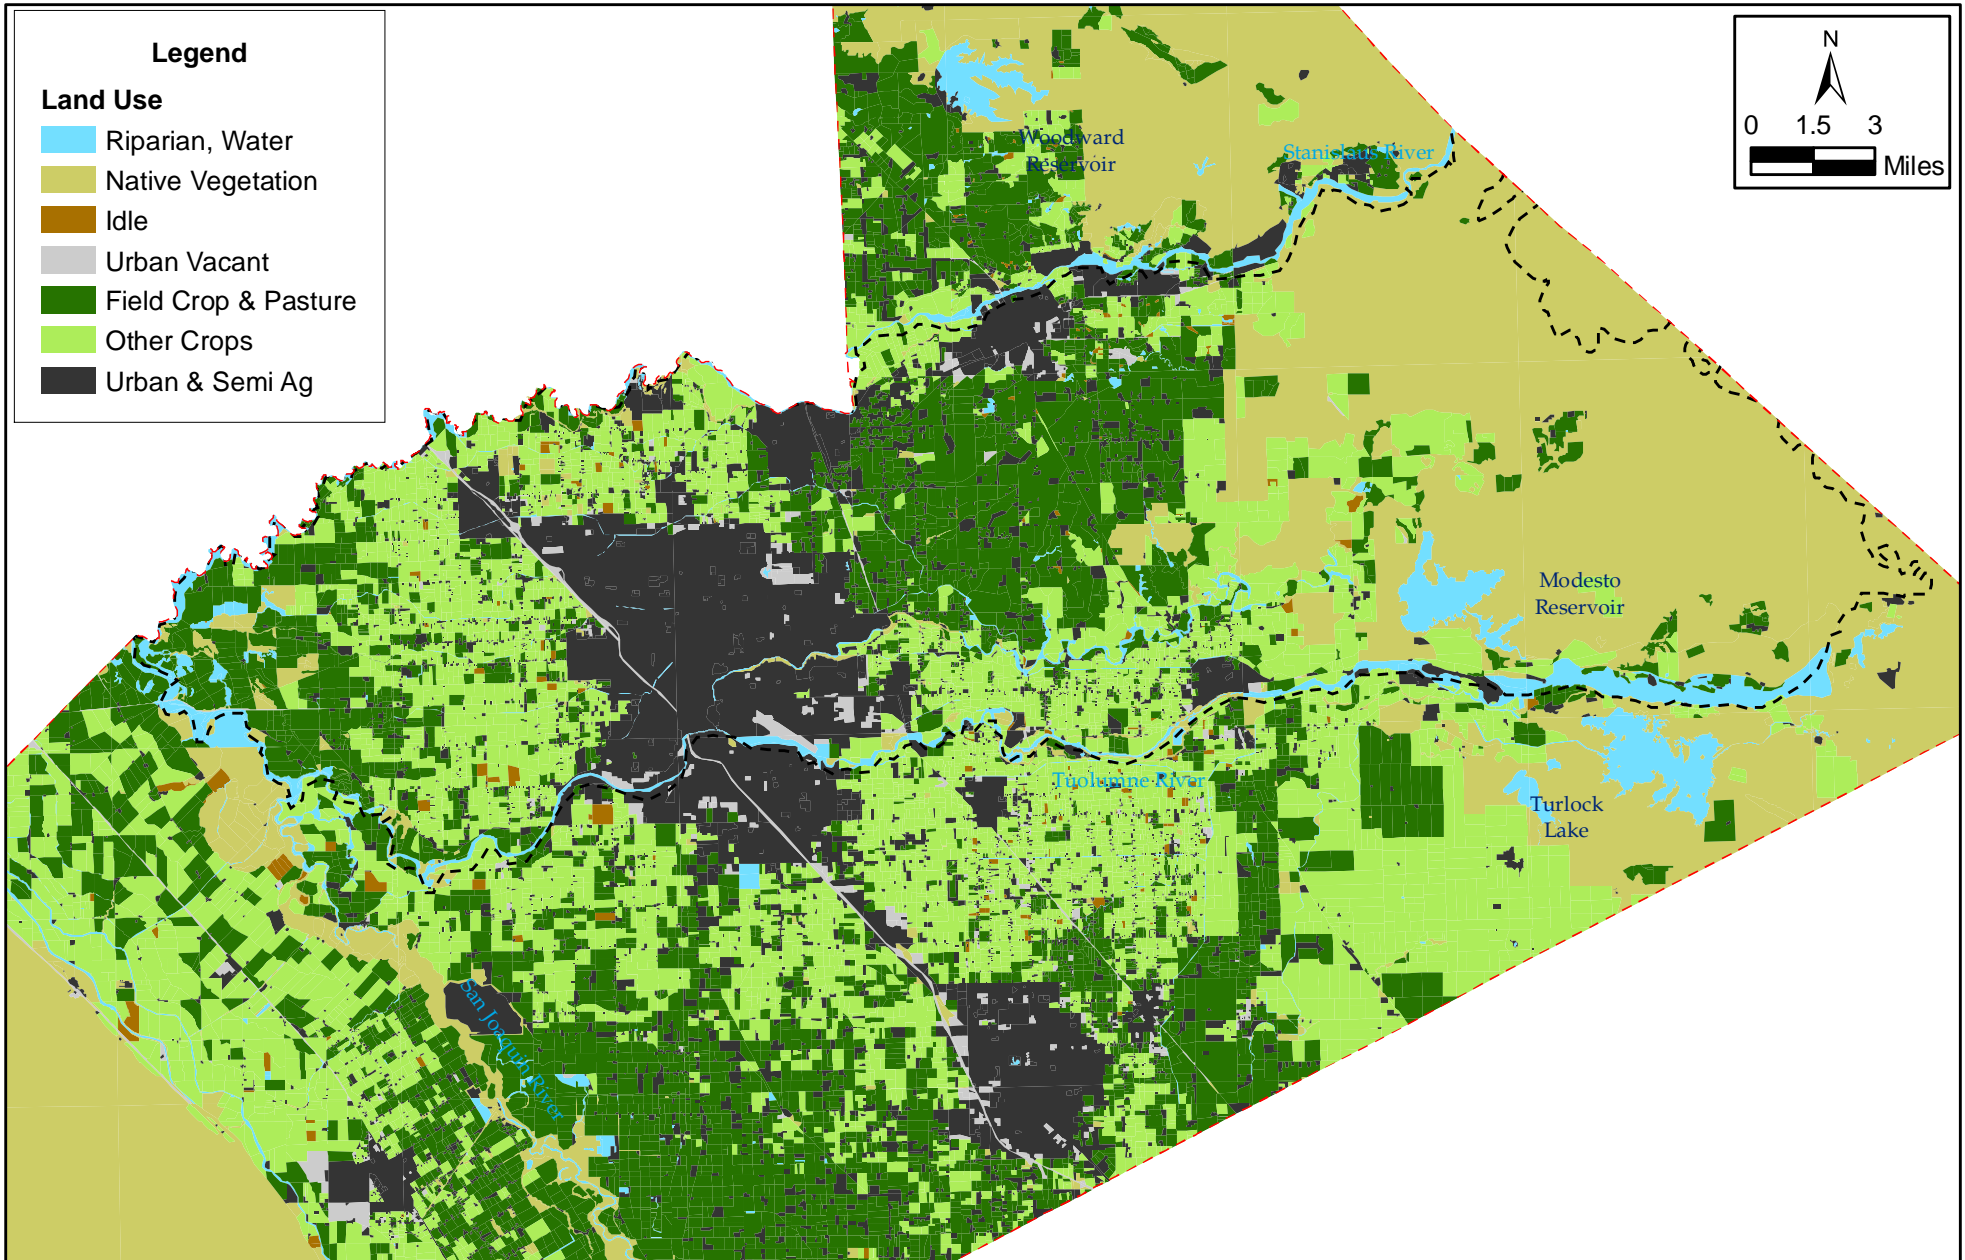 Legend
Land Use
Riparian, Water
Native Vegetation
Idle
Urban Vacant
Field Crop & Pasture
Other Crops
Urban & Semi Ag
N
0 1.5 3
Miles
Woodward
Reservoir
Stanislaus River
Modesto
Reservoir
Tuolumne River
Turlock
Lake
San Joaquin River